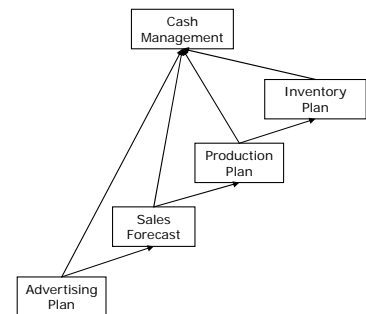 Cash
Management
Inventory
Plan
Production
Plan
Sales
Forecast
Advertising
Plan